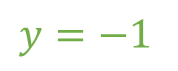 y = −1